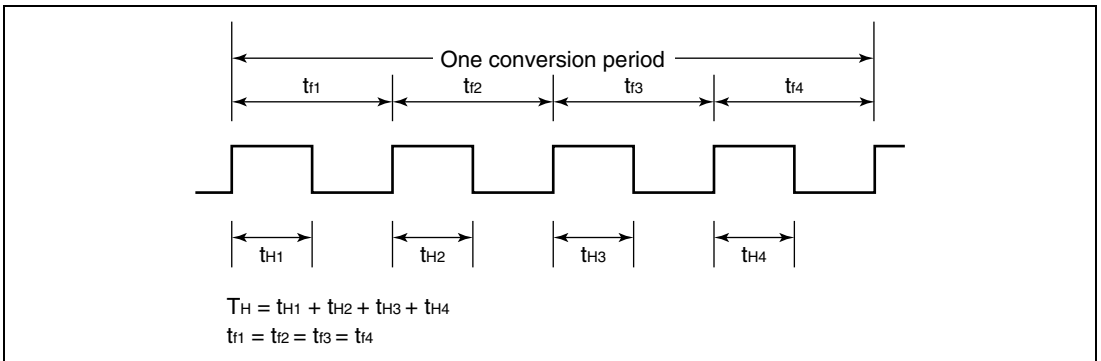 One conversion period
tf1 tf2 tf3 tf4
tH1 tH2 tH3 tH4
TH = tH1 + tH2 + tH3 + tH4
tf1 = tf2 = tf3 = tf4